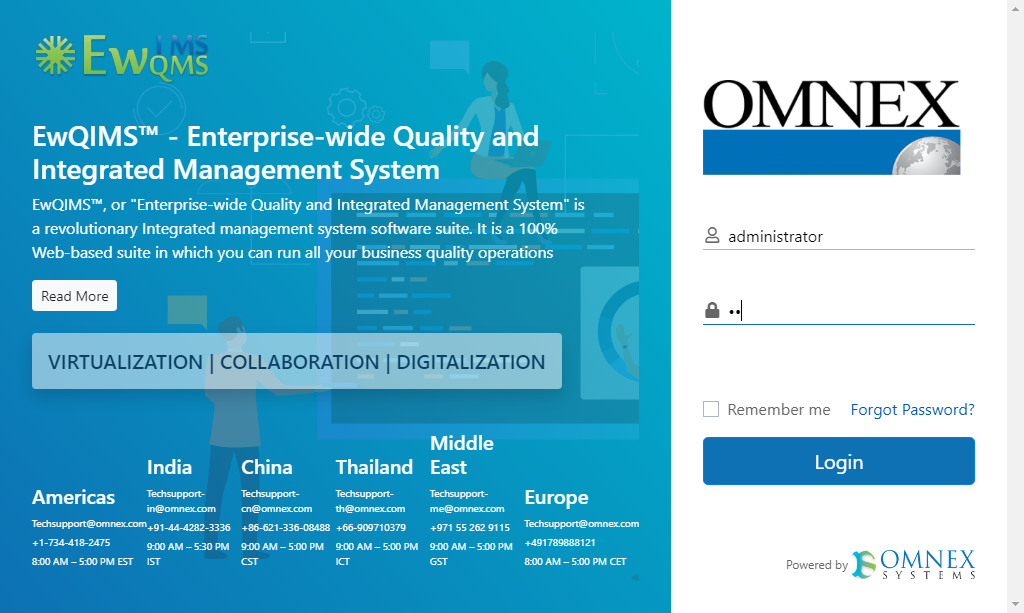 EwQMS
IMS
EwQIMS™ - Enterprise-wide Quality and
Integrated Management System
EwQIMS™, or "Enterprise-wide Quality and Integrated Management System" is
a revolutionary Integrated management system software suite. It is a 100%
Web-based suite in which you can run all your business quality operations
Read More
VIRTUALIZATION | COLLABORATION | DIGITALIZATION
Americas
Techsupport@omnex.com
+1-734-418-2475
8:00 AM – 5:00 PM EST
India
Techsupport-
in@omnex.com
+91-44-4282-3336
9:00 AM – 5:30 PM
IST
China
Techsupport-
cn@omnex.com
+86-621-336-08488
9:00 AM – 5:00 PM
CST
Thailand
Techsupport-
th@omnex.com
+66-909710379
9:00 AM – 5:00 PM
ICT
Middle
East
Techsupport-
me@omnex.com
+971 55 262 9115
9:00 AM – 5:00 PM
GST
Europe
Techsupport@omnex.com
+491789888121
8:00 AM – 5:00 PM CET
OMNEX
administrator
Remember me
Forgot Password?
Login
Powered by
OMNEX
SYSTEMS